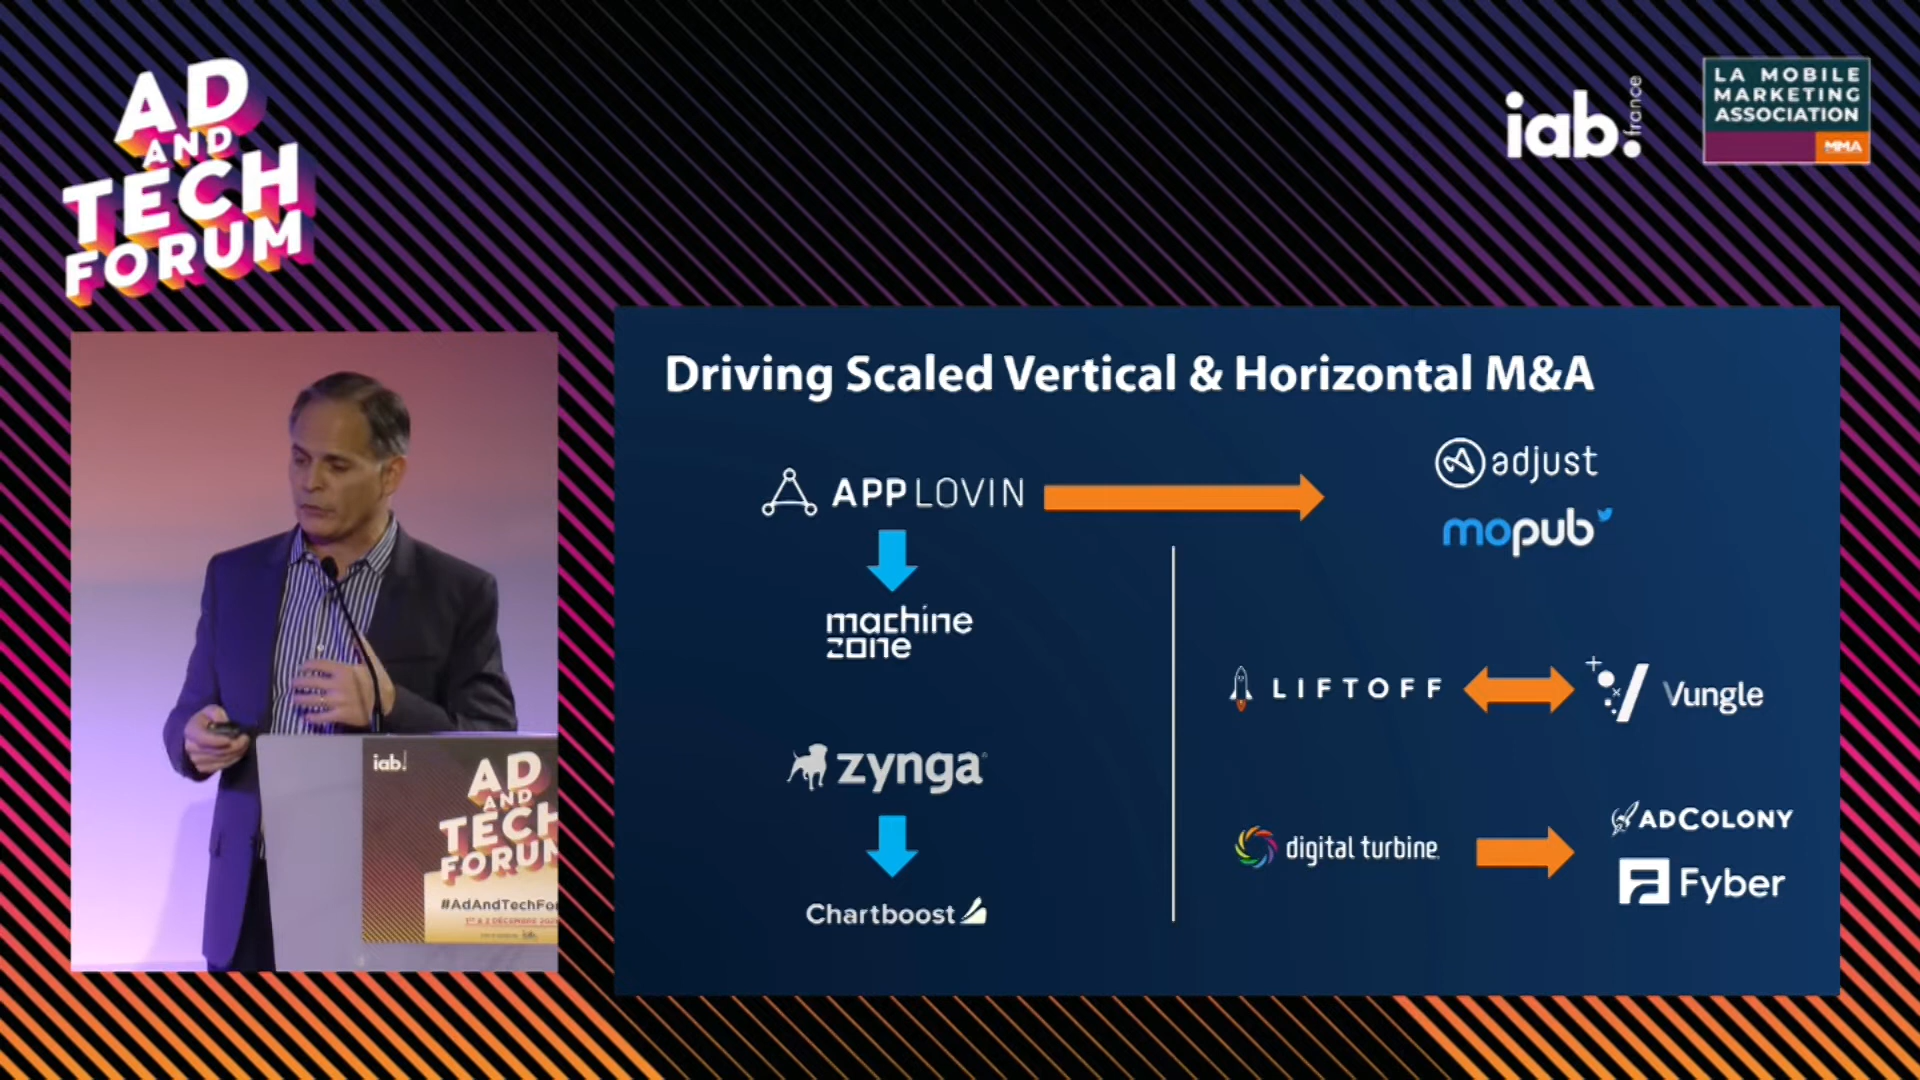 AD
AND
TECH
FORUM
iab.
france
LA MOBILE
MARKETING
ASSOCIATION
MMA
Driving Scaled Vertical & Horizontal M&A
APPLOVIN
adjust
mopub
machine
zone
LIFTOFF
Vungle
zynga
digital turbine
ADCOLONY
Fyber
Chartboost
iab.
AD
AND
TECH
FORUM
#AdAndTechFor